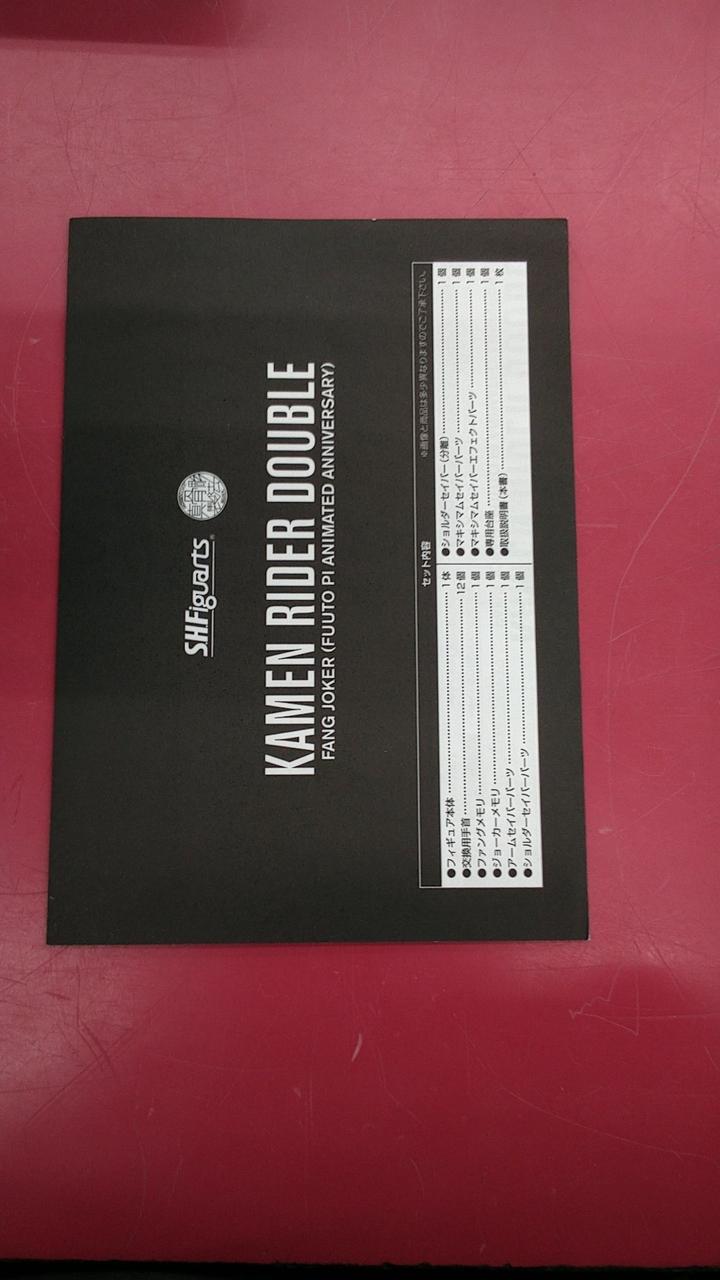 S.H.Figuarts
KAMEN RIDER DOUBLE
FANG JOKER (FUUTO PI ANIMATED ANNIVERSARY)
セット内容
※画像と商品は多少異なりますのでご了承下さい。
●フィギュア本体……1体
●交換用手首……12個
●ファングメモリ……1個
●ジョーカーメモリ……1個
●アームセイバーパーツ……1個
●ショルダーセイバーパーツ……1個
●ショルダーセイバー(分離)……1個
●マキシマムセイバーパーツ……1個
●マキシマムセイバーエフェクトパーツ……1個
●専用台座……1個
●取扱説明書(本書)……1枚